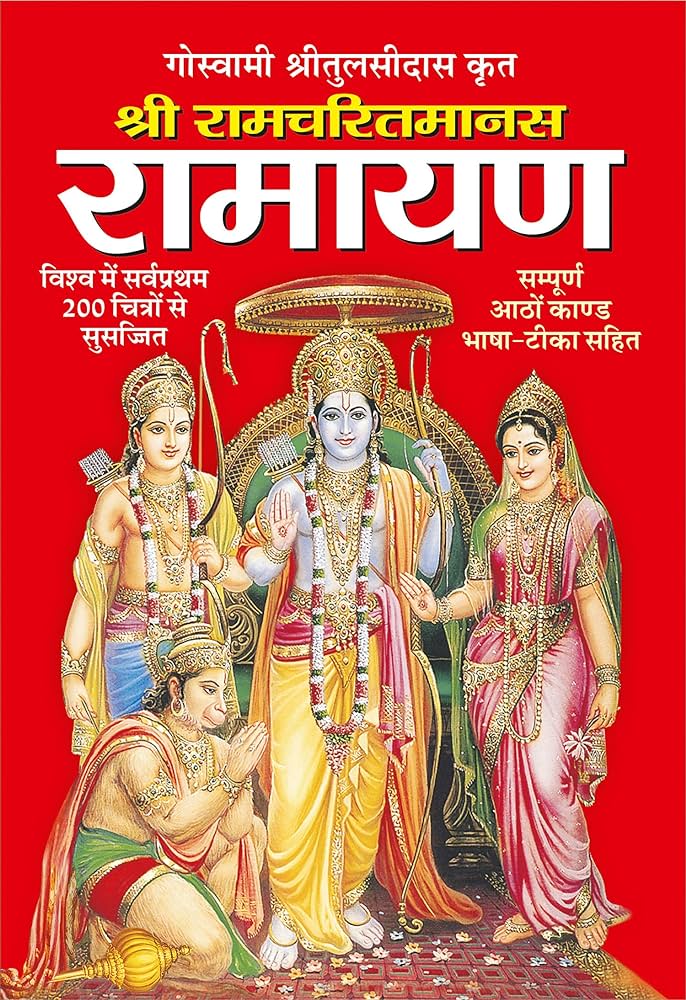 गोस्वामी श्रीतुलसीदास कृत
श्री रामचरितमानस
रामायण
विश्व में सर्वप्रथम
200 चित्रों से
सुसज्जित
सम्पूर्ण
आठों काण्ड
भाषा-टीका सहित